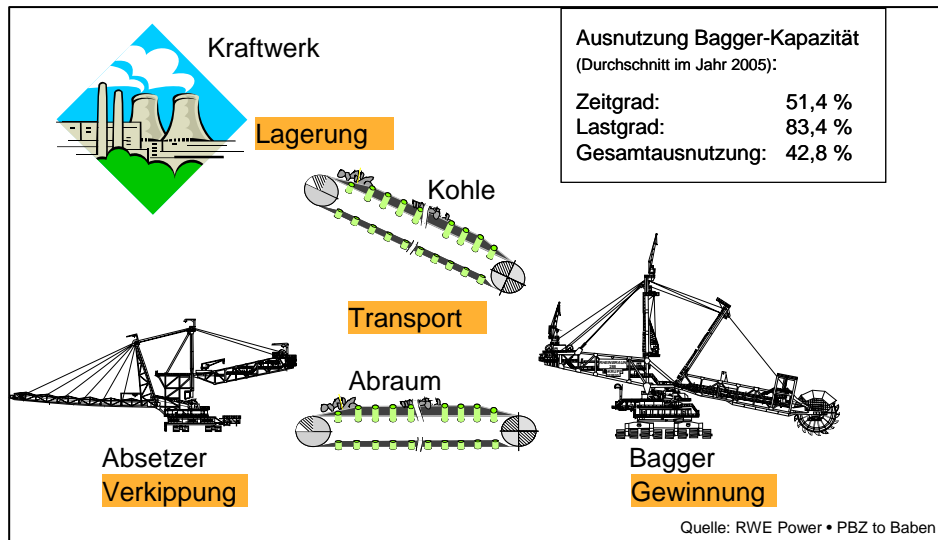 Kraftwerk
Ausnutzung Bagger-Kapazität
(Durchschnitt im Jahr 2005):
Zeitgrad: 51,4 %
Lastgrad: 83,4 %
Gesamtausnutzung: 42,8 %
Lagerung
Kohle
Transport
Abraum
Absetzer
Verkippung
Bagger
Gewinnung
Quelle: RWE Power • PBZ to Baben